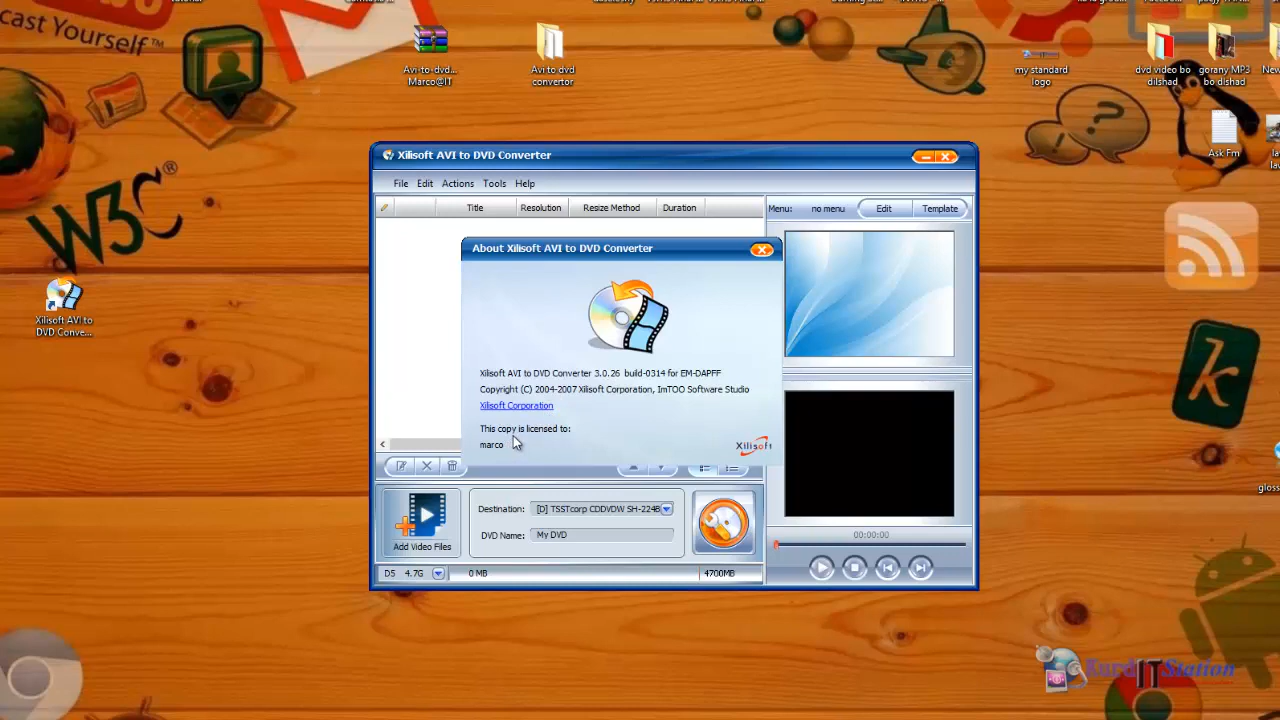 cast Yourself™
Avi-to-dvd...
Marco@IT
Avi to dvd
convertor
my standard
logo
dvd video bo
dilshad
gorany MP3
bo dlshad
Ask Fm
W3C®
Xilisoft AVI to
DVD Conve...
Xilisoft AVI to DVD Converter
File Edit Actions Tools Help
Title Resolution Resize Method Duration
Menu: no menu Edit Template
About Xilisoft AVI to DVD Converter
Xilisoft AVI to DVD Converter 3.0.26 build-0314 for EM-DAPFF
Copyright (C) 2004-2007 Xilisoft Corporation, ImTOO Software Studio
Xilisoft Corporation
This copy is licensed to:
marco
Xilisoft
Add Video Files
Destination: [D] TSSTcorp CDDVDW SH-224B
DVD Name: My DVD
00:00:00
D5 4.7G 0 MB 4700MB
Kurd IT Station